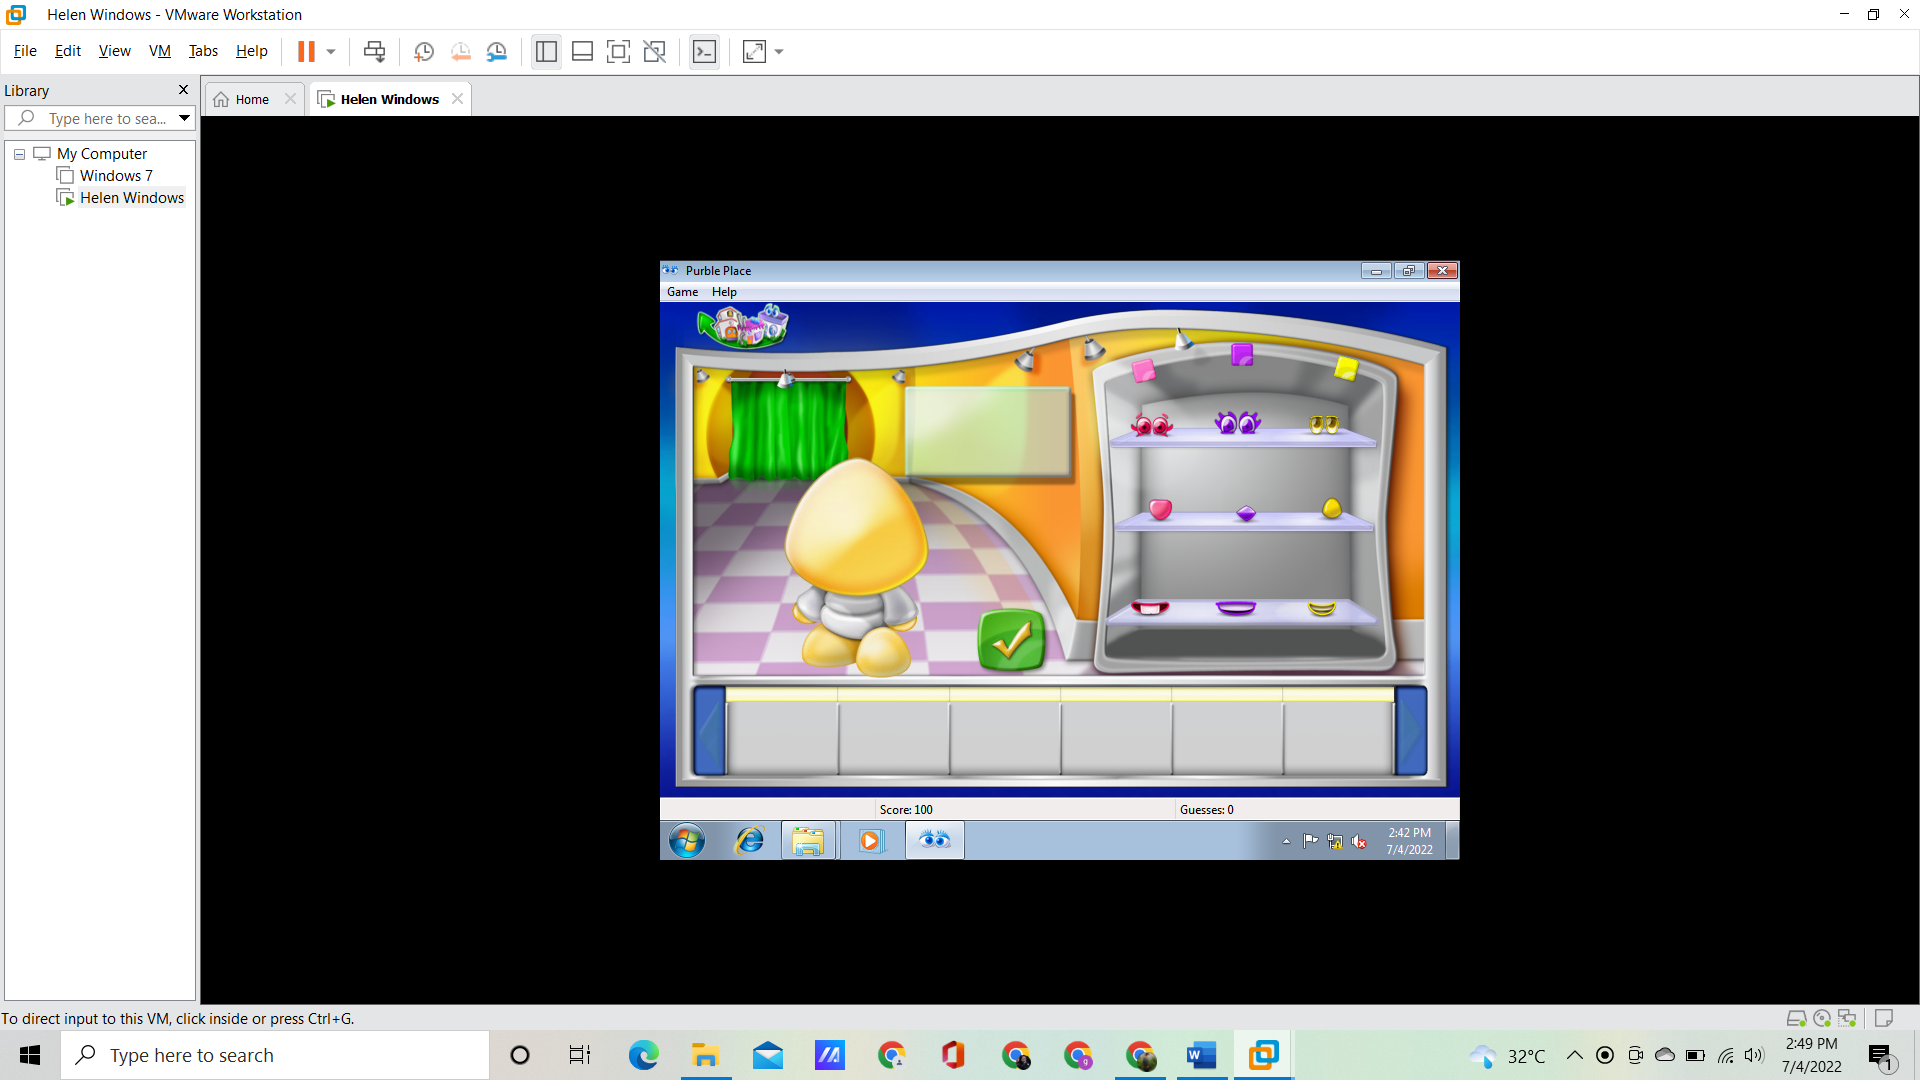 Helen Windows - VMware Workstation
File Edit View VM Tabs Help
Library
Type here to sea...
Home
Helen Windows
My Computer
Windows 7
Helen Windows
Purble Place
Game Help
Score: 100
Guesses: 0
2:42 PM
7/4/2022
To direct input to this VM, click inside or press Ctrl+G.
Type here to search
W
32°C
2:49 PM
7/4/2022
1